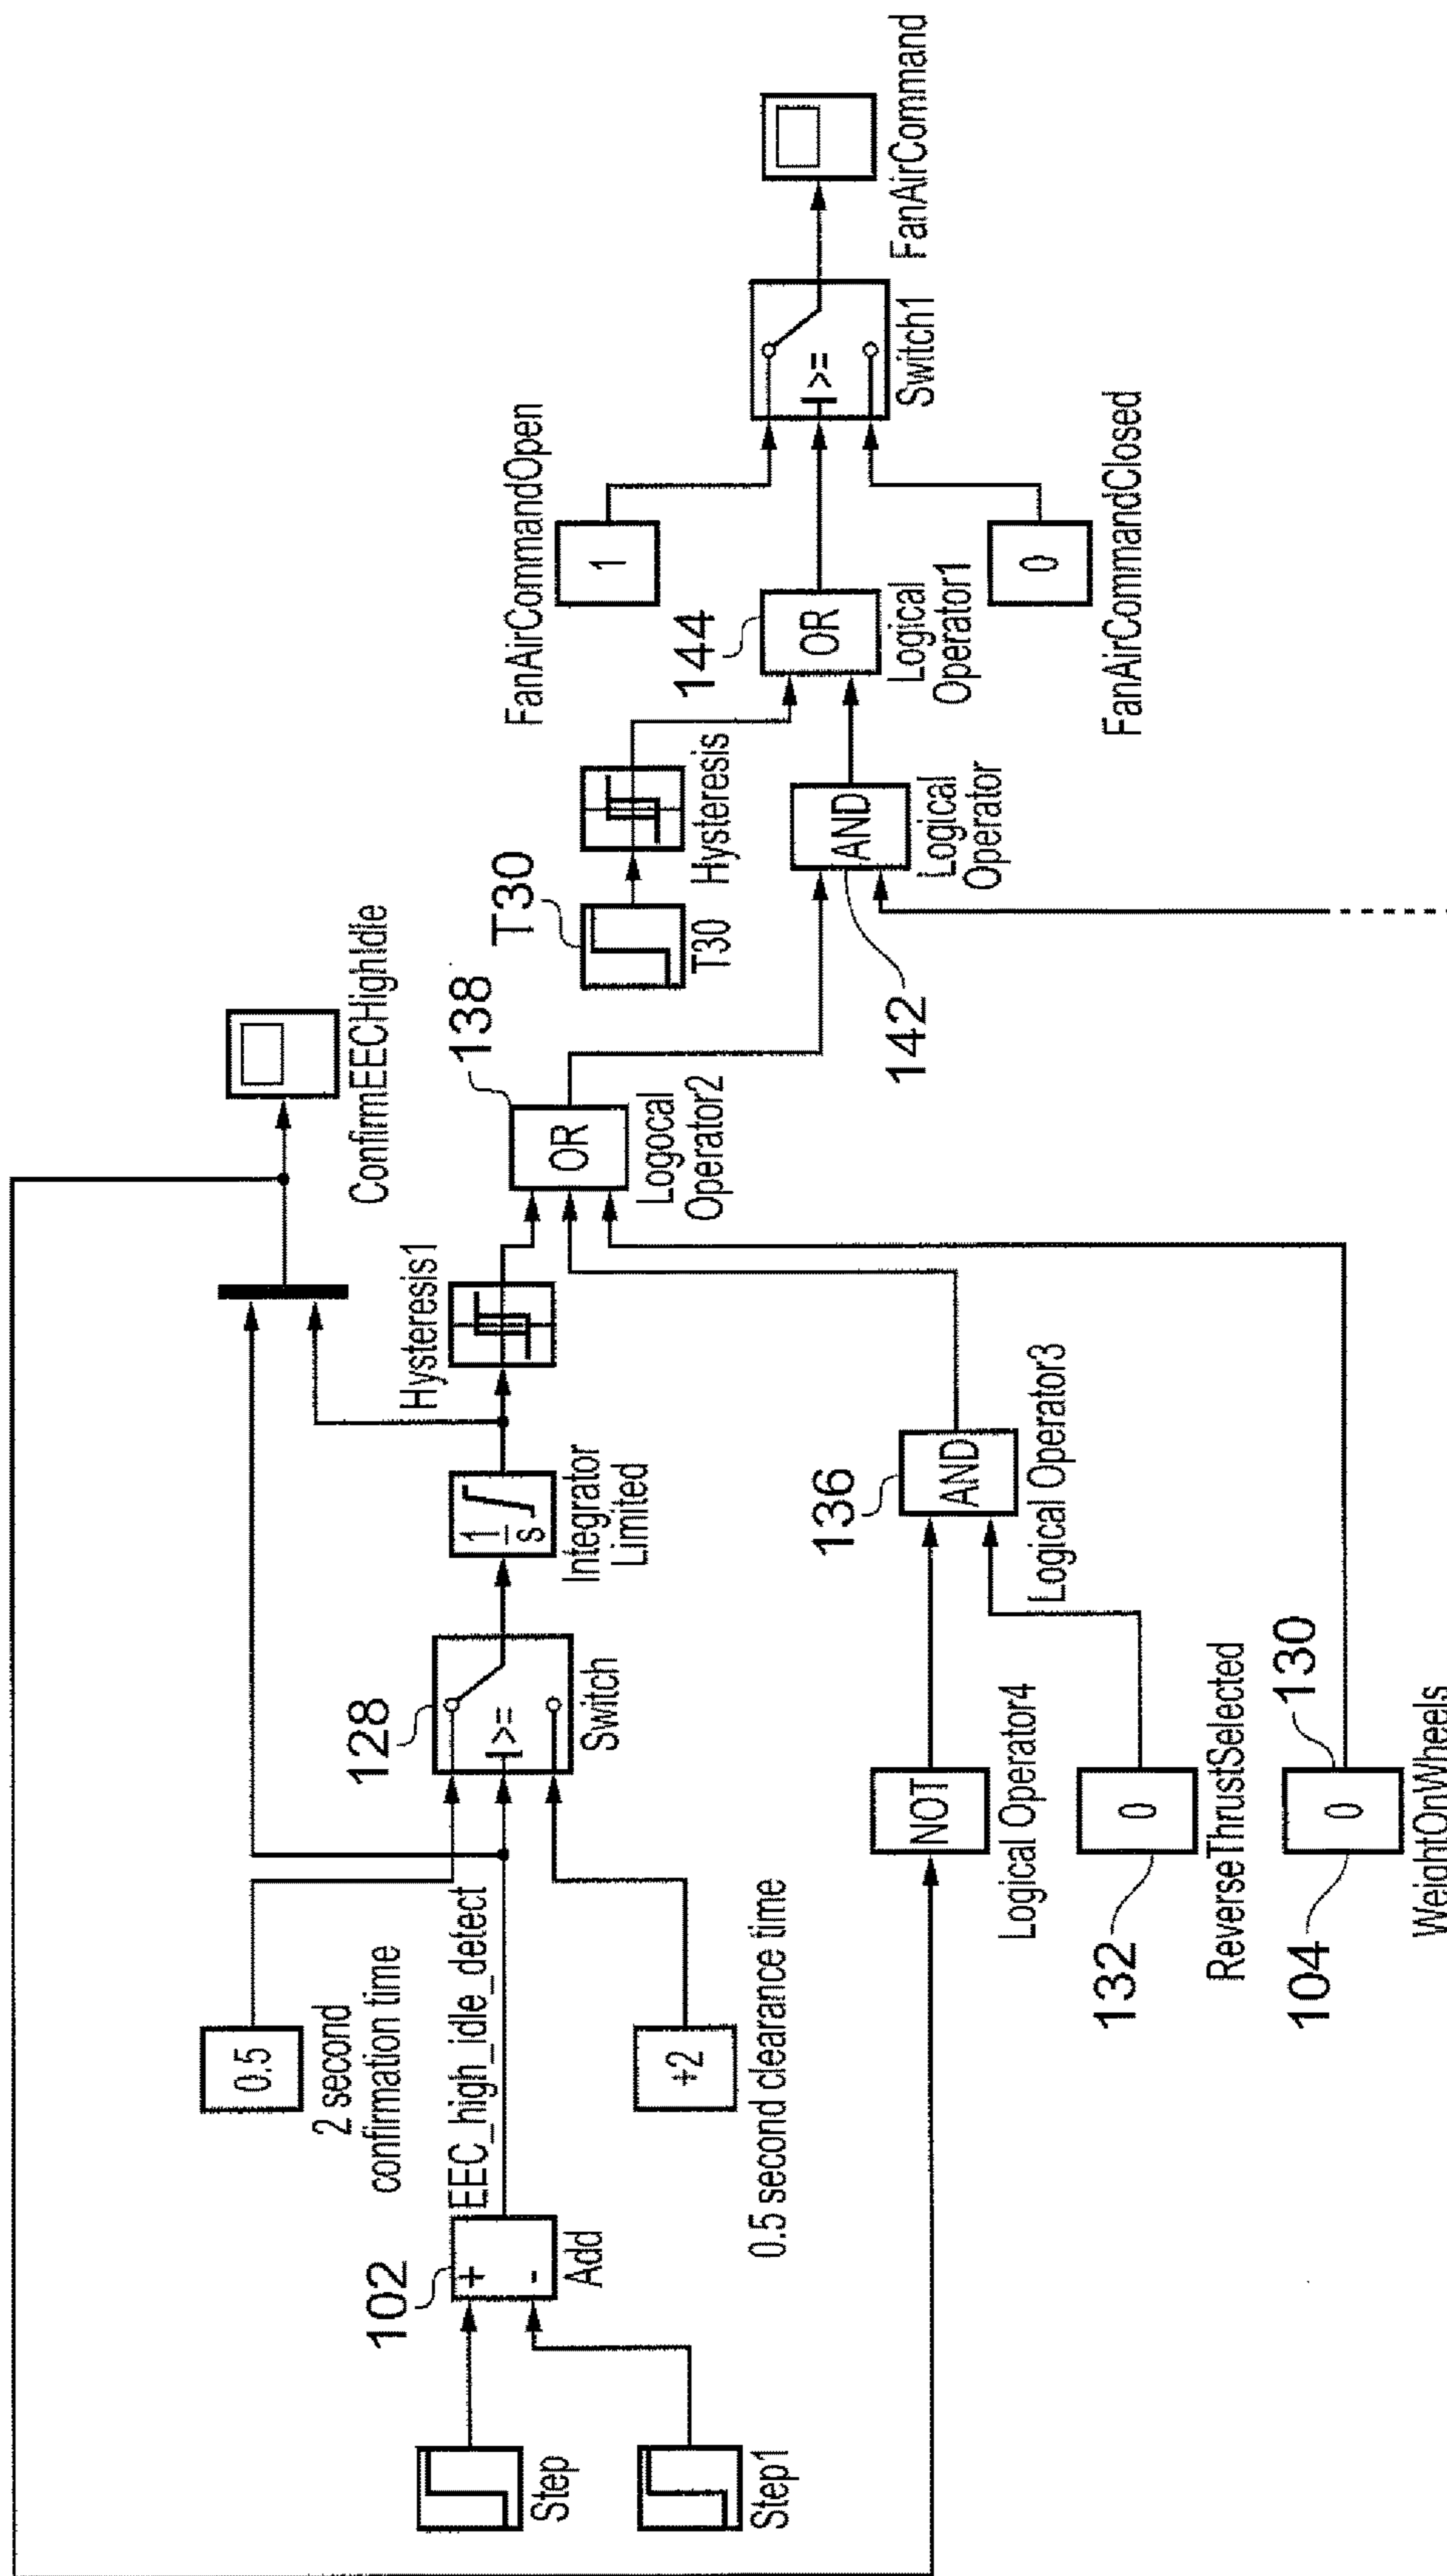 FanAirCommand
Switch1
>=
FanAirCommandOpen
1
0
FanAirCommandClosed
144
OR
Logical
Operator1
Hysteresis
T30
T30
AND
Logical
Operator
142
ConfirmEECHighIdle
138
OR
Logocal
Operator2
Hysteresis1
1
s
Integrator
Limited
128
>=
Switch
136
AND
Logical Operator3
0.5
2 second
confirmation time
EEC_high_idle_detect
÷2
0.5 second clearance time
NOT
Logical Operator4
132
0
ReverseThrustSelected
130
104
0
WeightOnWheels
102
+
-
Add
Step
Step1